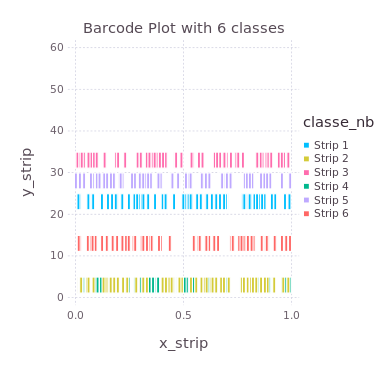 Barcode Plot with 6 classes
60
50
40
30
20
10
0
y_strip
0.0
0.5
1.0
x_strip
classe_nb
Strip 1
Strip 2
Strip 3
Strip 4
Strip 5
Strip 6